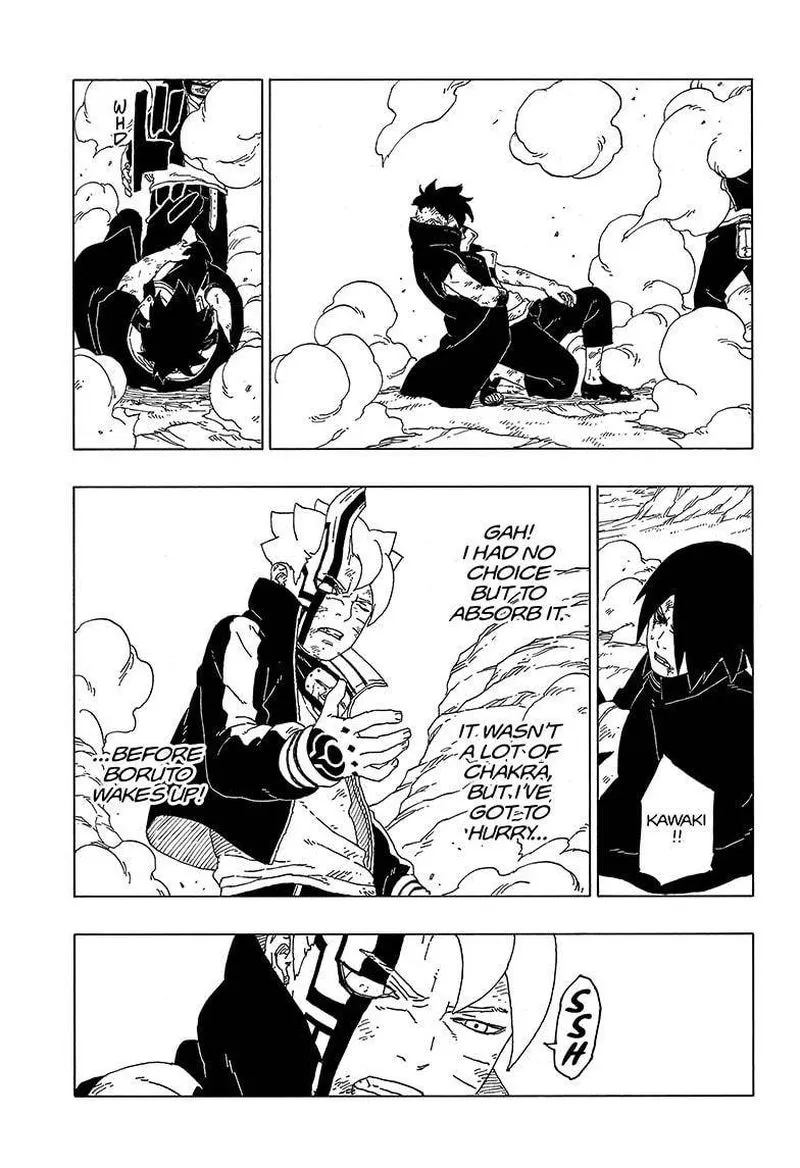 WHD
GAH!
I HAD NO
CHOICE
BUT TO
ABSORB IT.
IT WASN'T
A LOT OF
CHAKRA,
BUT I'VE
GOT TO
HURRY...
...BEFORE
BORUTO
WAKES UP!
KAWAKI
!!
SSH